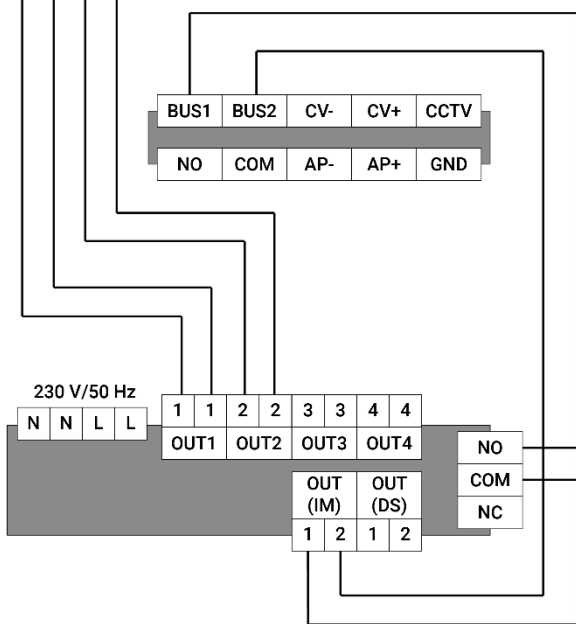 BUS1 BUS2 CV- CV+ CCTV
NO COM AP- AP+ GND
230 V/50 Hz
N N L L
1 1 2 2 3 3 4 4
OUT1 OUT2 OUT3 OUT4
NO
COM
NC
OUT OUT
(IM) (DS)
1 2 1 2